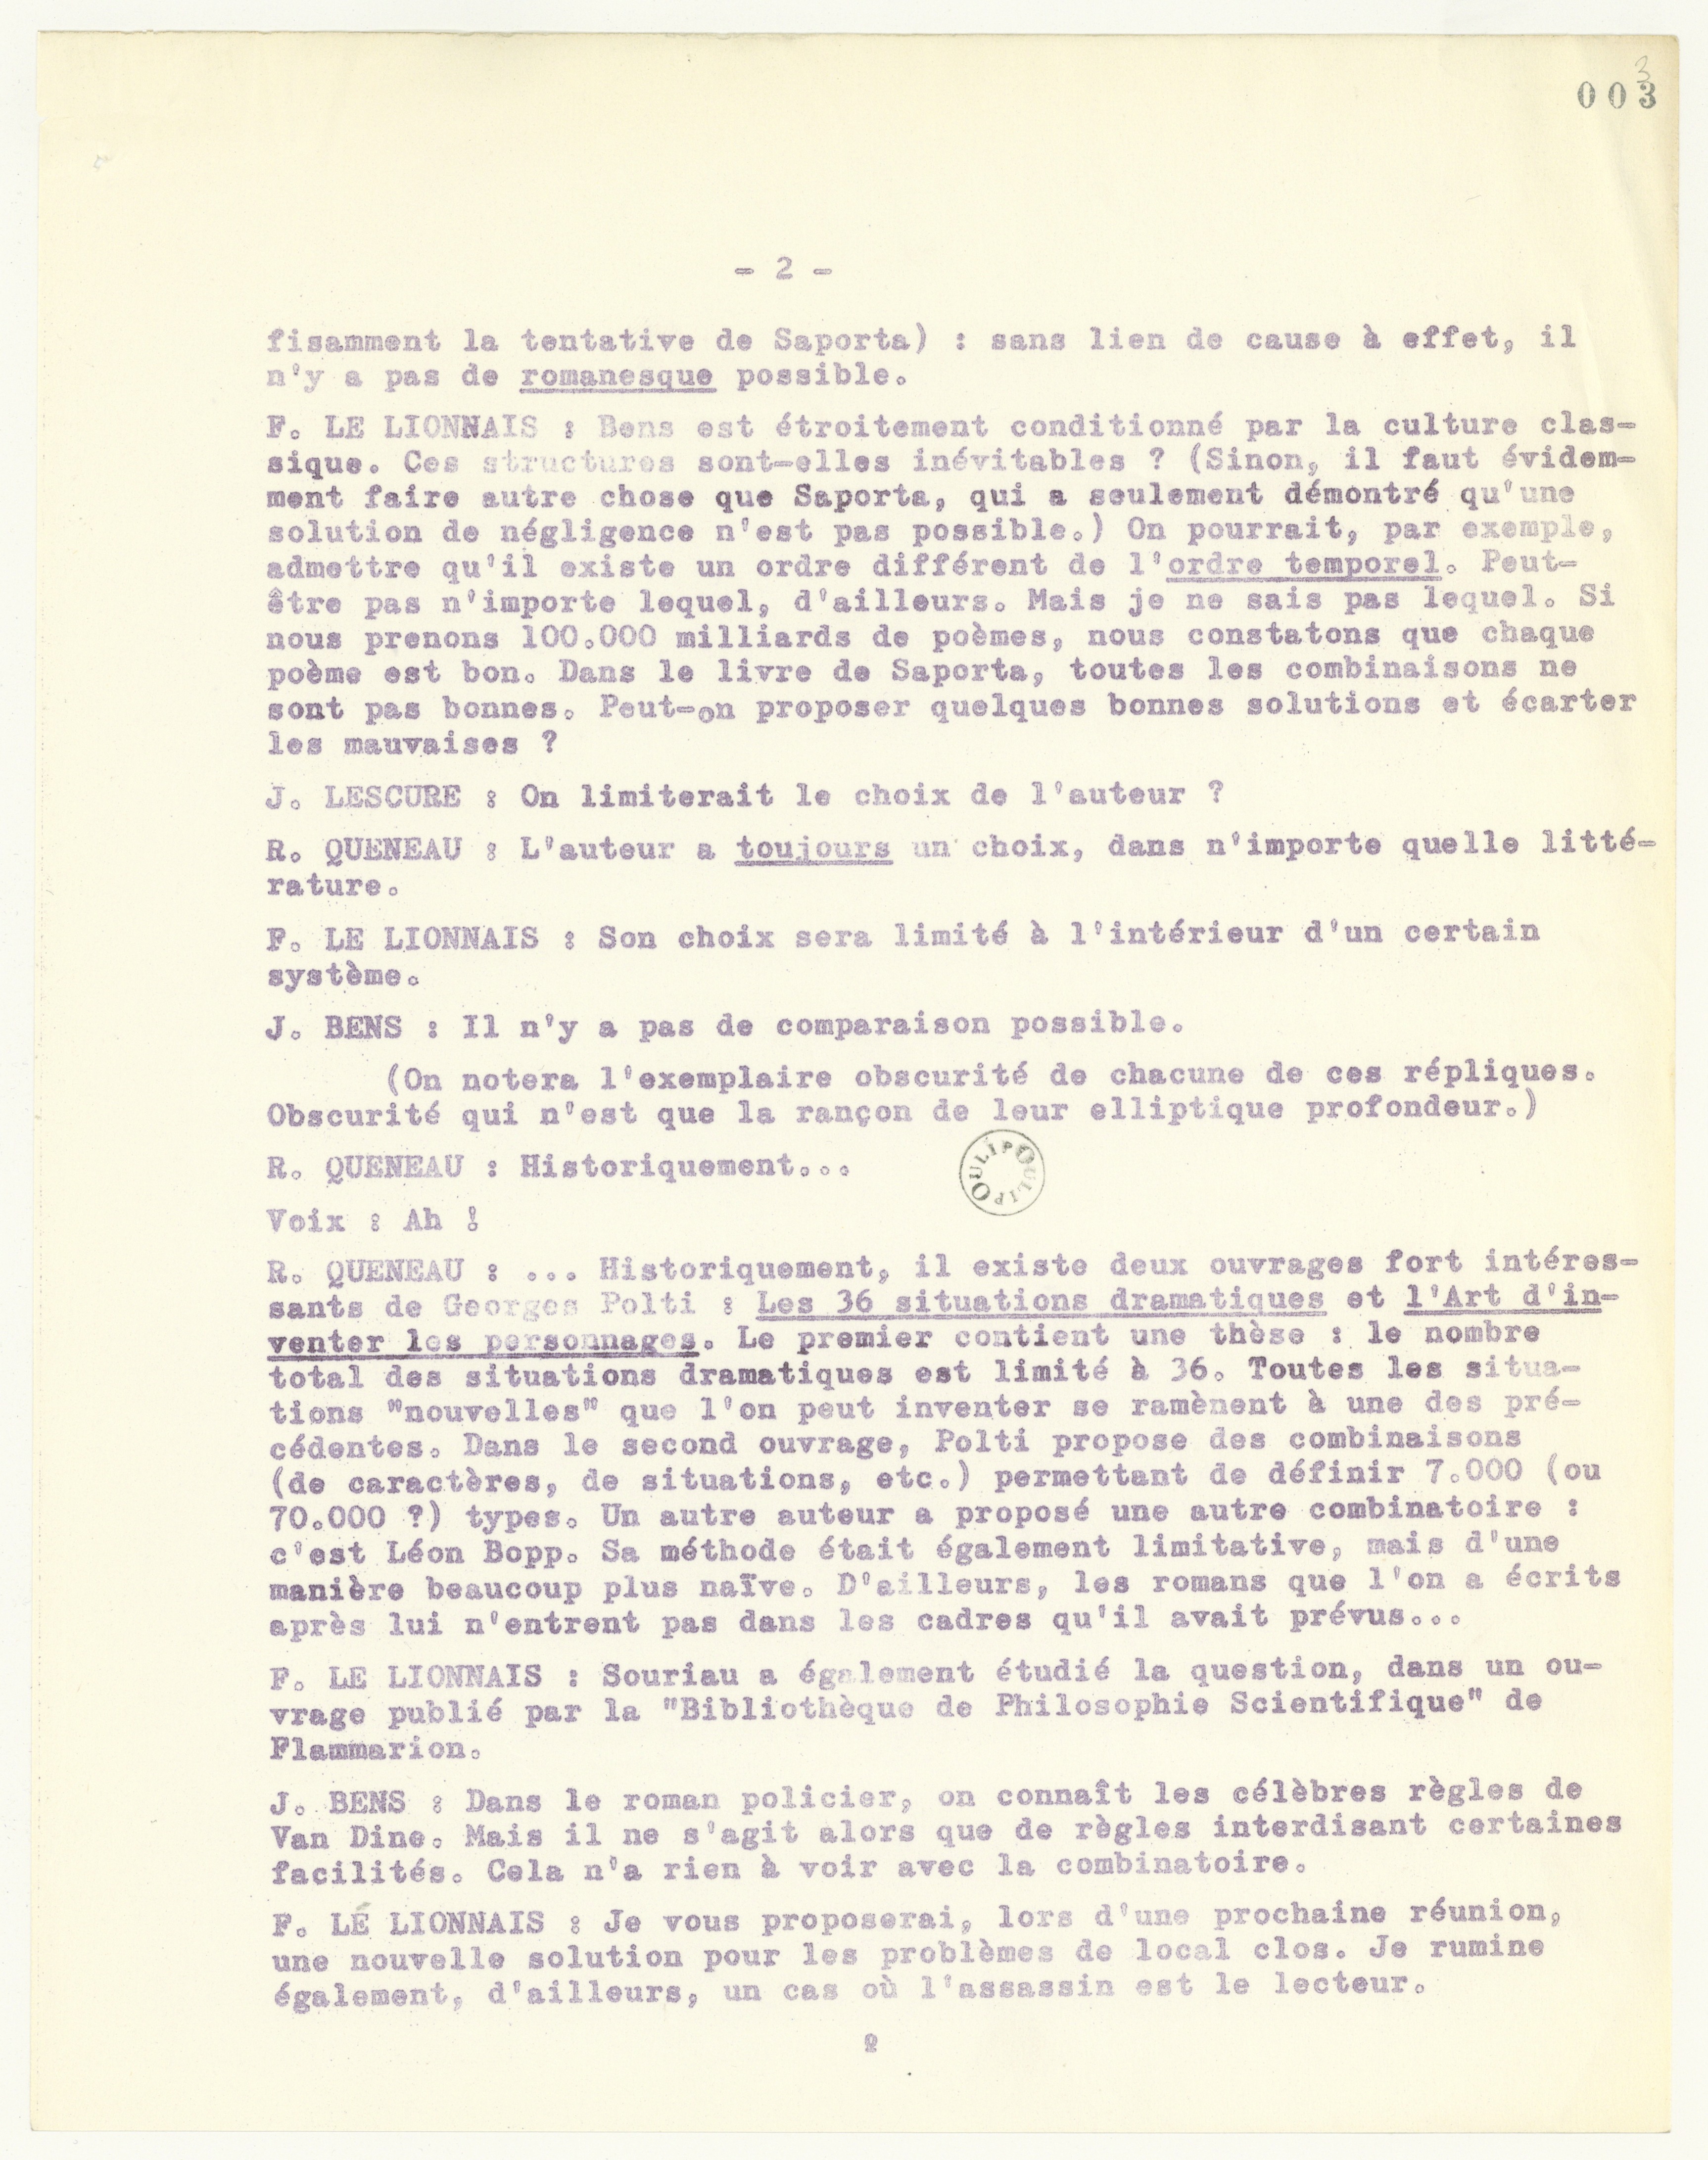 3
003
- 2 -
fisamment la tentative de Saporta) : sans lien de cause à effet, il
n'y a pas de romanesque possible.
F. LE LIONNAIS : Bens est étroitement conditionné par la culture clas-
sique. Ces structures sont-elles inévitables ? (Sinon, il faut évidem-
ment faire autre chose que Saporta, qui a seulement démontré qu'une
solution de négligence n'est pas possible.) On pourrait, par exemple,
admettre qu'il existe un ordre différent de l'ordre temporel. Peut-
être pas n'importe lequel, d'ailleurs. Mais je ne sais pas lequel. Si
nous prenons 100.000 milliards de poèmes, nous constatons que chaque
poème est bon. Dans le livre de Saporta, toutes les combinaisons ne
sont pas bonnes. Peut-on proposer quelques bonnes solutions et écarter
les mauvaises ?
J. LESCURE : On limiterait le choix de l'auteur ?
R. QUENEAU : L'auteur a toujours un choix, dans n'importe quelle litté-
rature.
F. LE LIONNAIS : Son choix sera limité à l'intérieur d'un certain
système.
J. BENS : Il n'y a pas de comparaison possible.
(On notera l'exemplaire obscurité de chacune de ces répliques.
Obscurité qui n'est que la rançon de leur elliptique profondeur.)
OULIPOULIPO
R. QUENEAU : Historiquement...
Voix : Ah !
R. QUENEAU : ... Historiquement, il existe deux ouvrages fort intéres-
sants de Georges Polti : Les 36 situations dramatiques et l'Art d'in-
venter les personnages. Le premier contient une thèse : le nombre
total des situations dramatiques est limité à 36. Toutes les situa-
tions "nouvelles" que l'on peut inventer se ramènent à une des pré-
cédentes. Dans le second ouvrage, Polti propose des combinaisons
(de caractères, de situations, etc.) permettant de définir 7.000 (ou
70.000 ?) types. Un autre auteur a proposé une autre combinatoire :
c'est Léon Bopp. Sa méthode était également limitative, mais d'une
manière beaucoup plus naïve. D'ailleurs, les romans que l'on a écrits
après lui n'entrent pas dans les cadres qu'il avait prévus...
F. LE LIONNAIS : Souriau a également étudié la question, dans un ou-
vrage publié par la "Bibliothèque de Philosophie Scientifique" de
Flammarion.
J. BENS : Dans le roman policier, on connaît les célèbres règles de
Van Dine. Mais il ne s'agit alors que de règles interdisant certaines
facilités. Cela n'a rien à voir avec la combinatoire.
F. LE LIONNAIS : Je vous proposerai, lors d'une prochaine réunion,
une nouvelle solution pour les problèmes de local clos. Je rumine
également, d'ailleurs, un cas où l'assassin est le lecteur.